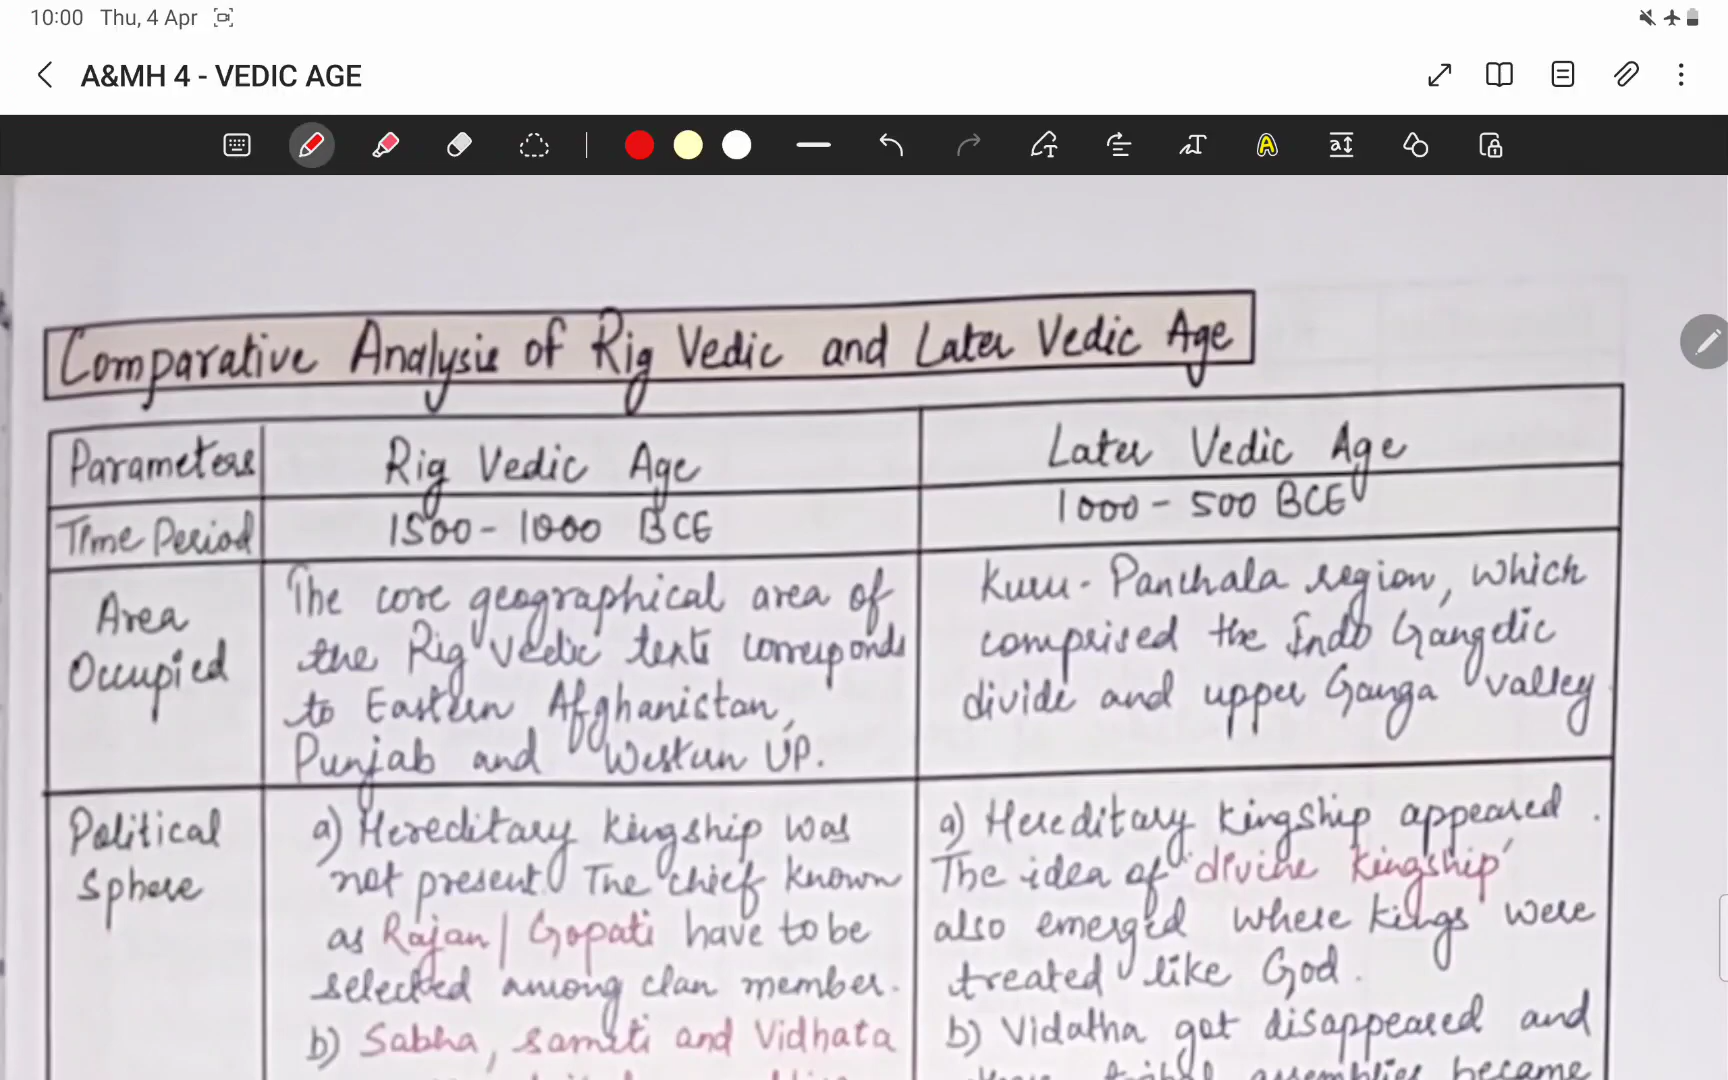 10:00 Thu, 4 Apr
A&MH 4 - VEDIC AGE
Comparative Analysis of Rig Vedic and Later Vedic Age
Parameters Rig Vedic Age Later Vedic Age
Time Period 1500 - 1000 BCE 1000 - 500 BCE
Area
Occupied
The core geographical area of
the Rig Vedic texts corresponds
to Eastern Afghanistan,
Punjab and Western UP.
Kuru - Panchala region, which
comprised the Indo Gangetic
divide and upper Ganga valley.
Political
Sphere
a) Hereditary Kingship was
not present. The chief known
as Rajan / Gopati have to be
selected among clan member.
b) Sabha, samiti and Vidhata
a) Hereditary Kingship appeared.
The idea of 'divine kingship'
also emerged where kings were
treated like God.
b) Vidatha got disappeared and
tribal assemblies became